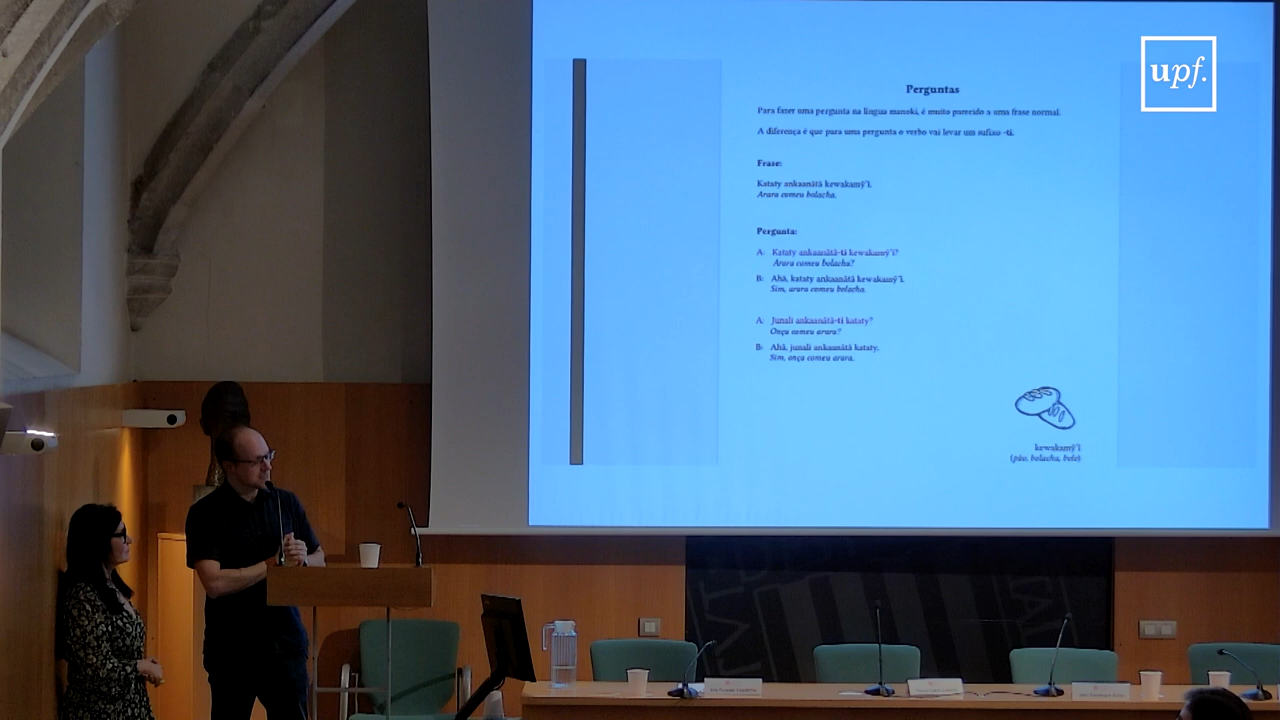 upf.
Perguntas
Para fazer uma pergunta na língua manoki, é muito parecido a uma frase normal.
A diferença é que para uma pergunta o verbo vai levar um sufixo -ti.
Frase:
Kataty ankaanãtã kewakamỹ'ĩ.
Arara comeu bolacha.
Pergunta:
A: Kataty ankaanãtã-ti kewakamỹ'ĩ?
Arara comeu bolacha?
B: Ahã, kataty ankaanãtã kewakamỹ'ĩ.
Sim, arara comeu bolacha.
A: Junali ankaanãtã-ti kataty?
Onça comeu arara?
B: Ahã, junali ankaanãtã kataty.
Sim, onça comeu arara.
kewakamỹ'ĩ
(pão, bolacha, bolo)